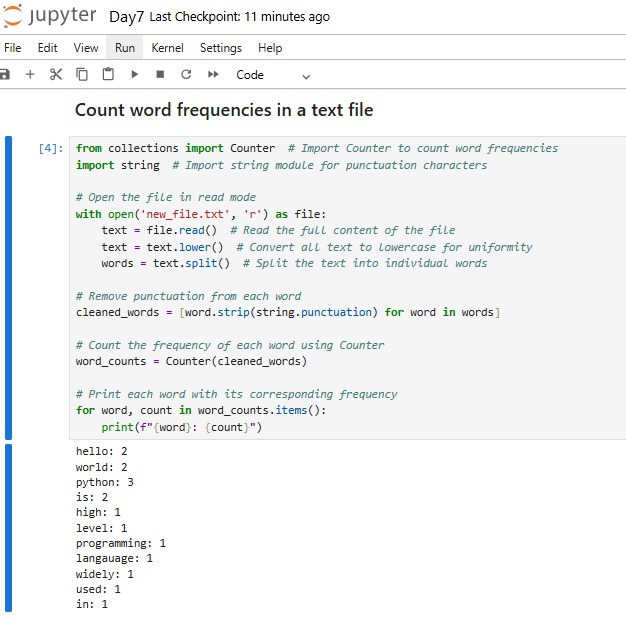 jupyter Day7 Last Checkpoint: 11 minutes ago
File Edit View Run Kernel Settings Help
Code
Count word frequencies in a text file
[4]: from collections import Counter  # Import Counter to count word frequencies
import string  # Import string module for punctuation characters
# Open the file in read mode
with open('new_file.txt', 'r') as file:
    text = file.read()  # Read the full content of the file
    text = text.lower()  # Convert all text to lowercase for uniformity
    words = text.split()  # Split the text into individual words
# Remove punctuation from each word
cleaned_words = [word.strip(string.punctuation) for word in words]
# Count the frequency of each word using Counter
word_counts = Counter(cleaned_words)
# Print each word with its corresponding frequency
for word, count in word_counts.items():
    print(f"{word}: {count}")
hello: 2
world: 2
python: 3
is: 2
high: 1
level: 1
programming: 1
langauage: 1
widely: 1
used: 1
in: 1